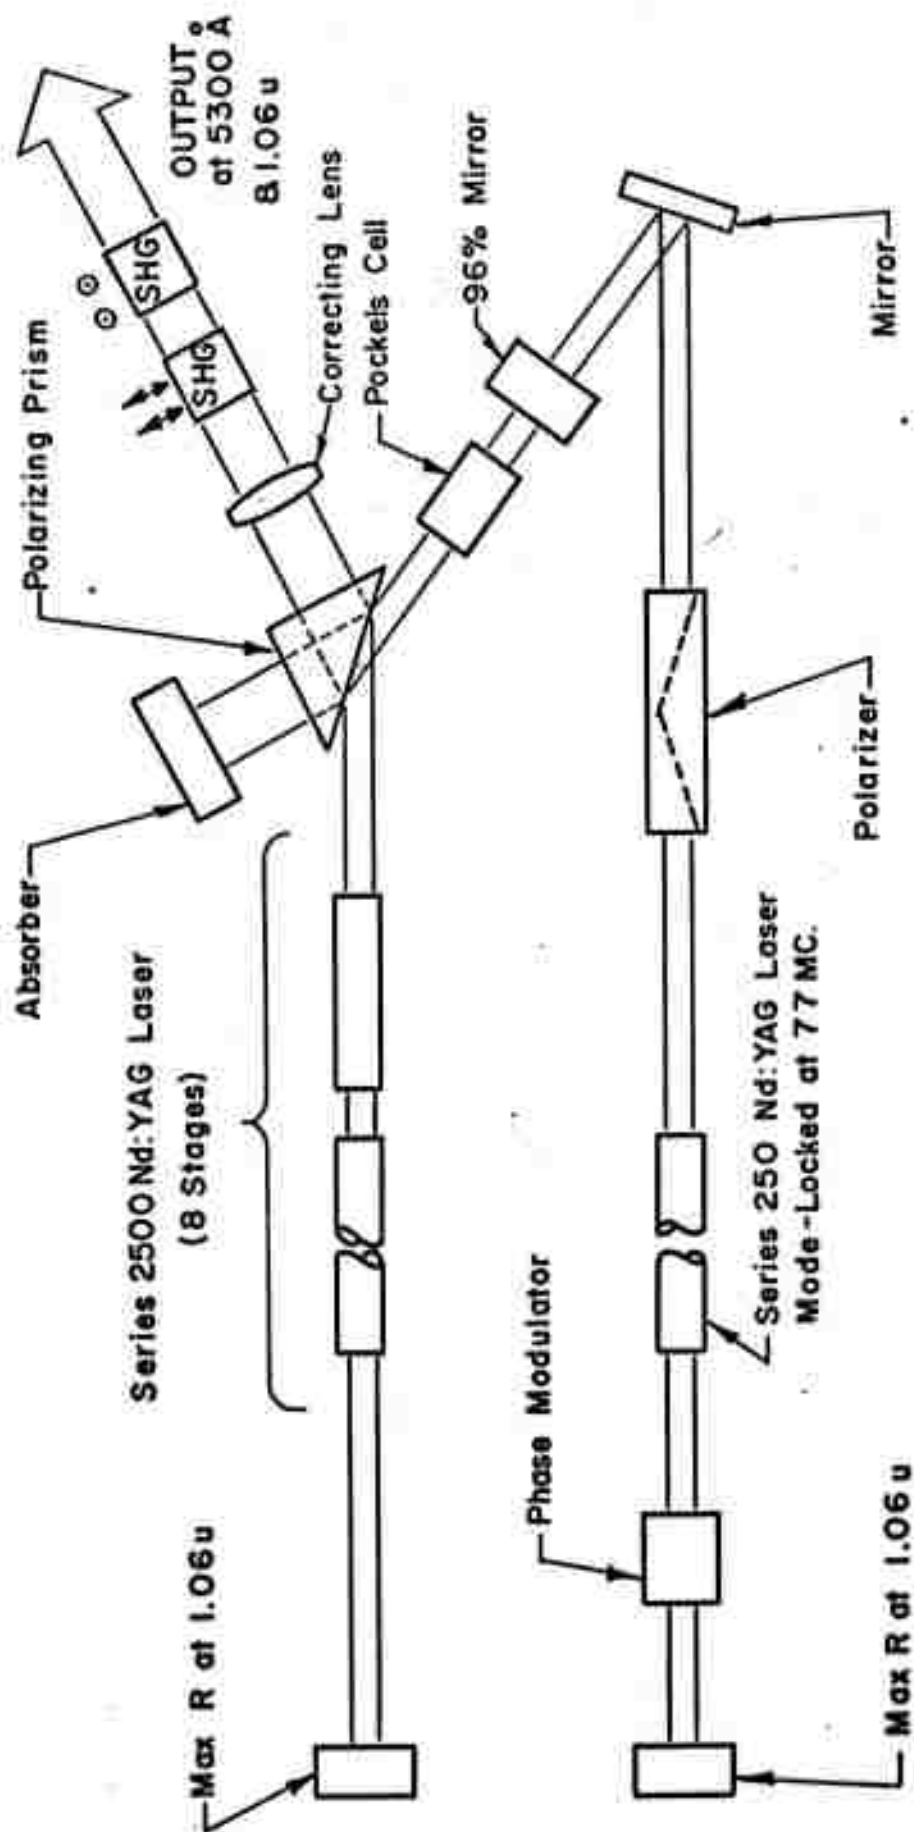 OUTPUT
at 5300 Å
& 1.06 u
SHG
SHG
Polarizing Prism
Correcting Lens
Pockels Cell
96% Mirror
Mirror
Absorber
Series 2500 Nd:YAG Laser
(8 Stages)
Polarizer
Series 250 Nd:YAG Laser
Mode-Locked at 77 MC.
Phase Modulator
Max R at 1.06 u
Max R at 1.06 u